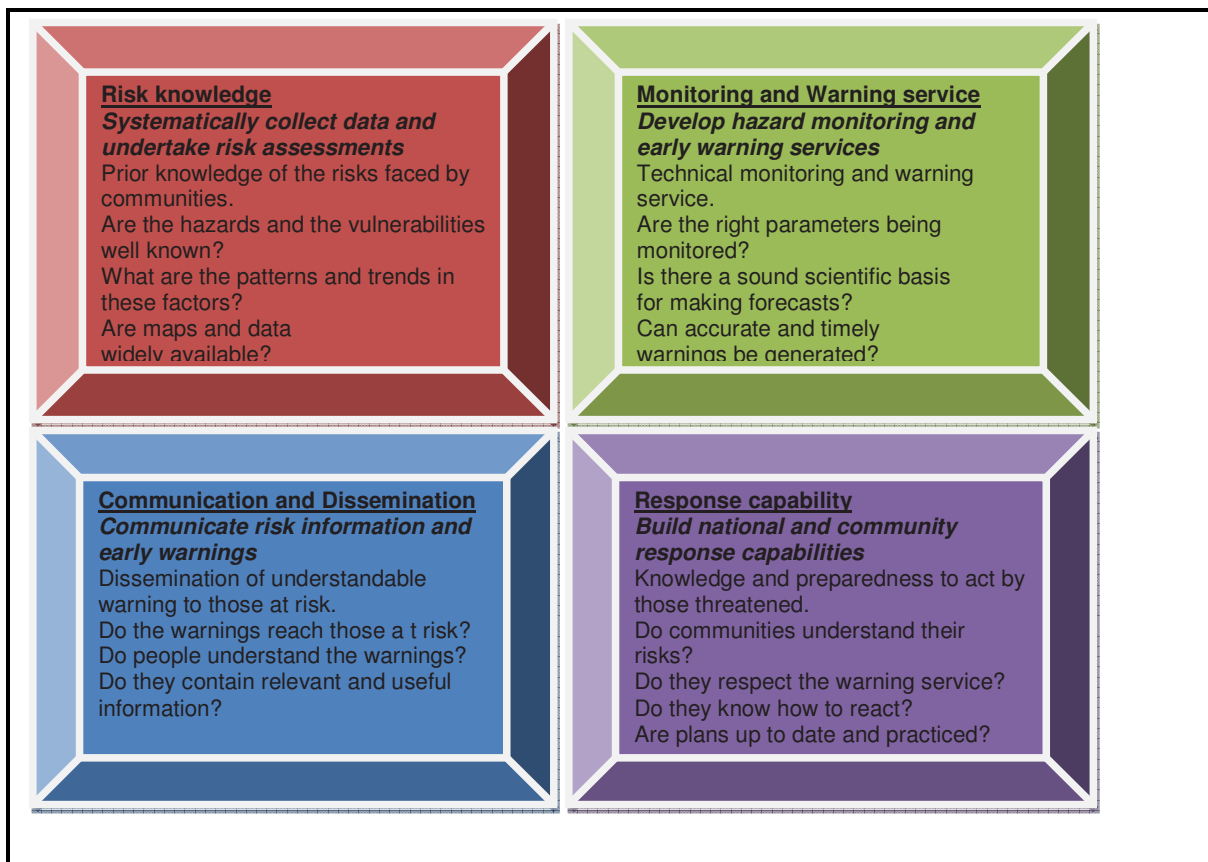 Risk knowledge
Systematically collect data and
undertake risk assessments
Prior knowledge of the risks faced by
communities.
Are the hazards and the vulnerabilities
well known?
What are the patterns and trends in
these factors?
Are maps and data
widely available?
Monitoring and Warning service
Develop hazard monitoring and
early warning services
Technical monitoring and warning
service.
Are the right parameters being
monitored?
Is there a sound scientific basis
for making forecasts?
Can accurate and timely
warnings be generated?
Communication and Dissemination
Communicate risk information and
early warnings
Dissemination of understandable
warning to those at risk.
Do the warnings reach those a t risk?
Do people understand the warnings?
Do they contain relevant and useful
information?
Response capability
Build national and community
response capabilities
Knowledge and preparedness to act by
those threatened.
Do communities understand their
risks?
Do they respect the warning service?
Do they know how to react?
Are plans up to date and practiced?